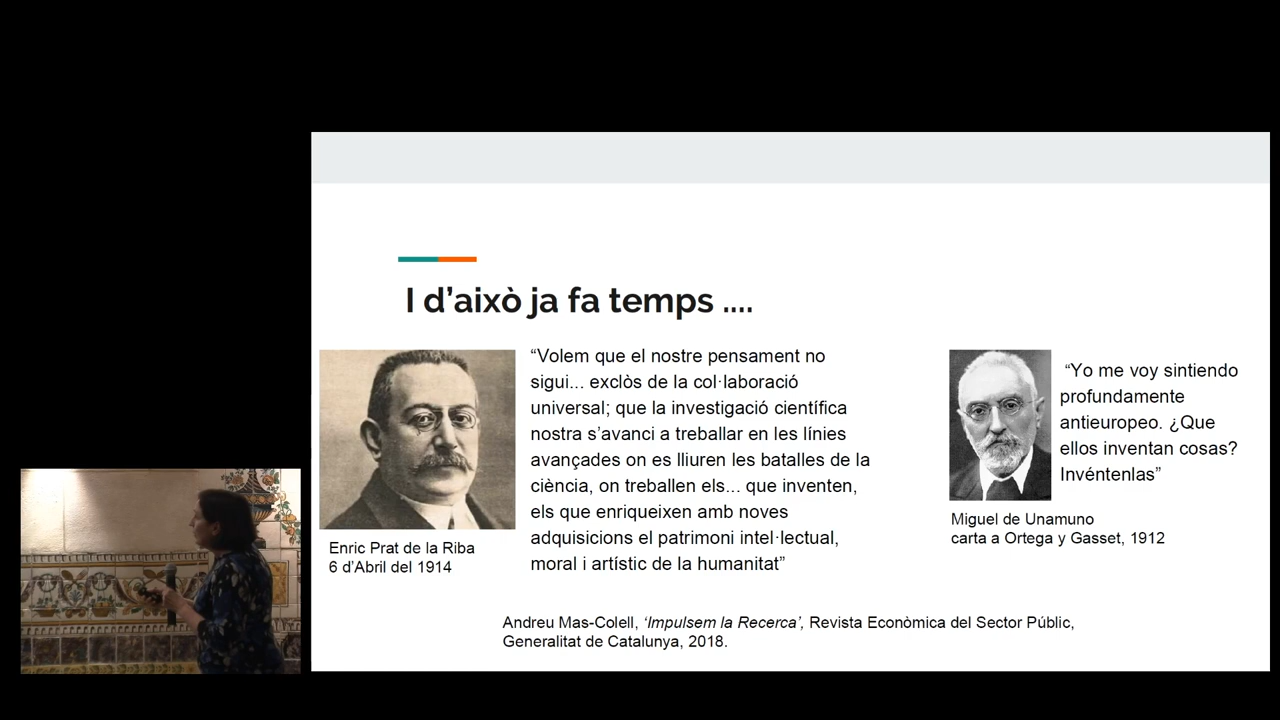 I d’això ja fa temps ....
“Volem que el nostre pensament no
sigui... exclòs de la col·laboració
universal; que la investigació científica
nostra s’avanci a treballar en les línies
avançades on es lliuren les batalles de la
ciència, on treballen els... que inventen,
els que enriqueixen amb noves
adquisicions el patrimoni intel·lectual,
moral i artístic de la humanitat”
Enric Prat de la Riba
6 d’Abril del 1914
“Yo me voy sintiendo
profundamente
antieuropeo. ¿Que
ellos inventan cosas?
Invéntenlas”
Miguel de Unamuno
carta a Ortega y Gasset, 1912
Andreu Mas-Colell, ‘Impulsem la Recerca’, Revista Econòmica del Sector Públic,
Generalitat de Catalunya, 2018.